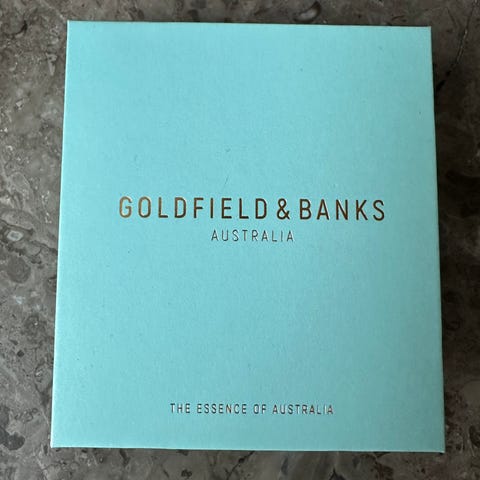 GOLDFIELD & BANKS
AUSTRALIA
THE ESSENCE OF AUSTRALIA